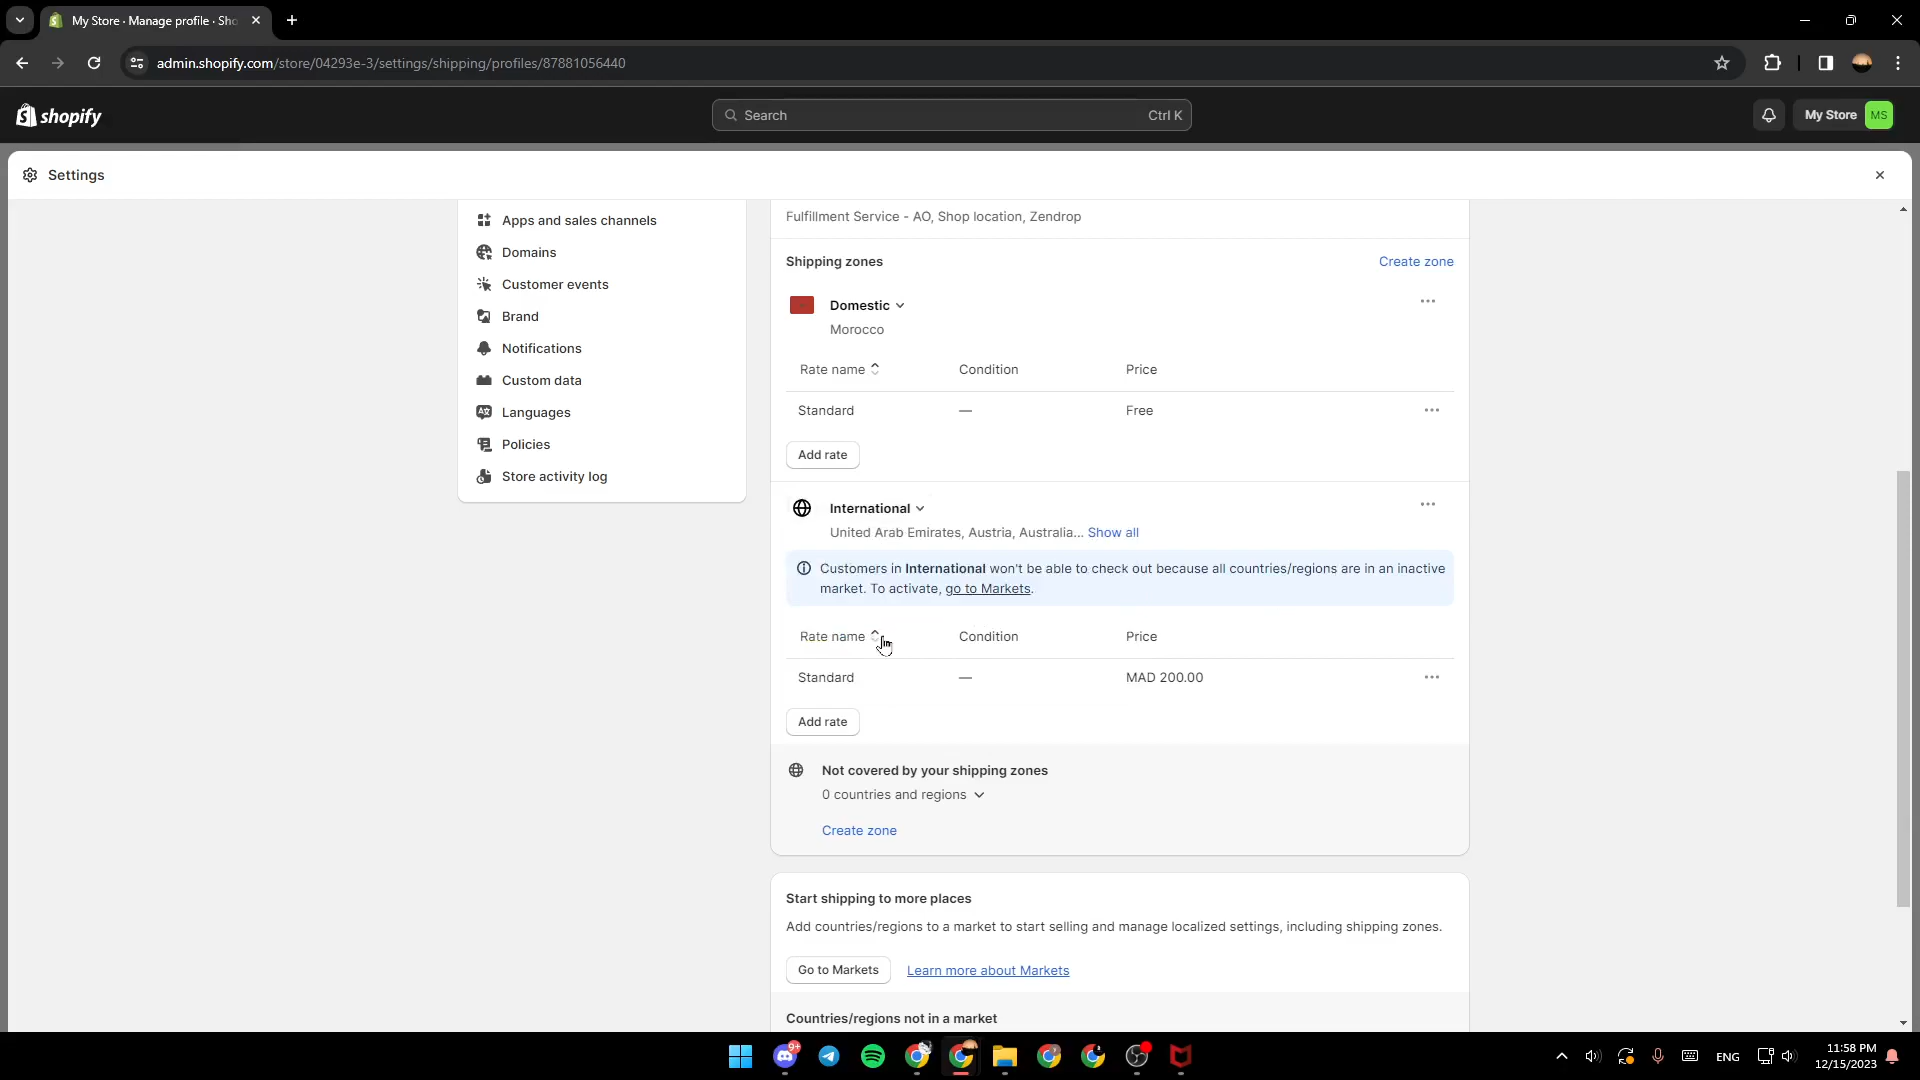 My Store · Manage profile · Sho
admin.shopify.com/store/04293e-3/settings/shipping/profiles/87881056440
shopify
Search
Ctrl K
My Store
MS
Settings
Apps and sales channels
Domains
Customer events
Brand
Notifications
Custom data
Languages
Policies
Store activity log
Fulfillment Service - AO, Shop location, Zendrop
Shipping zones
Create zone
Domestic
Morocco
Rate name Condition Price
Standard — Free
Add rate
International
United Arab Emirates, Austria, Australia... Show all
Customers in International won't be able to check out because all countries/regions are in an inactive
market. To activate, go to Markets.
Rate name Condition Price
Standard — MAD 200.00
Add rate
Not covered by your shipping zones
0 countries and regions
Create zone
Start shipping to more places
Add countries/regions to a market to start selling and manage localized settings, including shipping zones.
Go to Markets Learn more about Markets
Countries/regions not in a market
9+
ENG
11:58 PM
12/15/2023